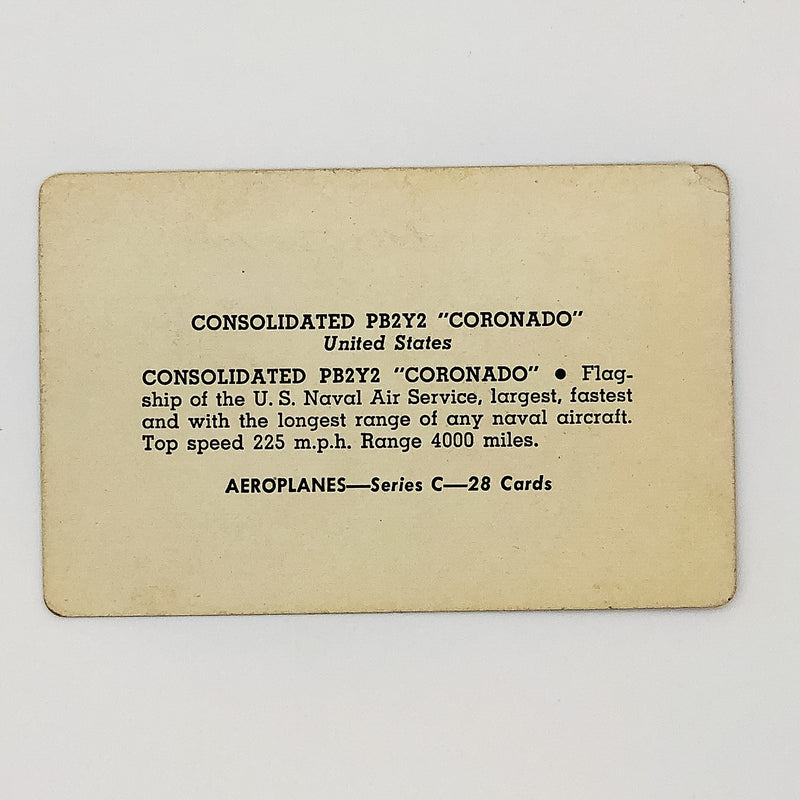 CONSOLIDATED PB2Y2 "CORONADO"
United States
CONSOLIDATED PB2Y2 "CORONADO" ● Flag-
ship of the U. S. Naval Air Service, largest, fastest
and with the longest range of any naval aircraft.
Top speed 225 m.p.h. Range 4000 miles.
AEROPLANES—Series C—28 Cards